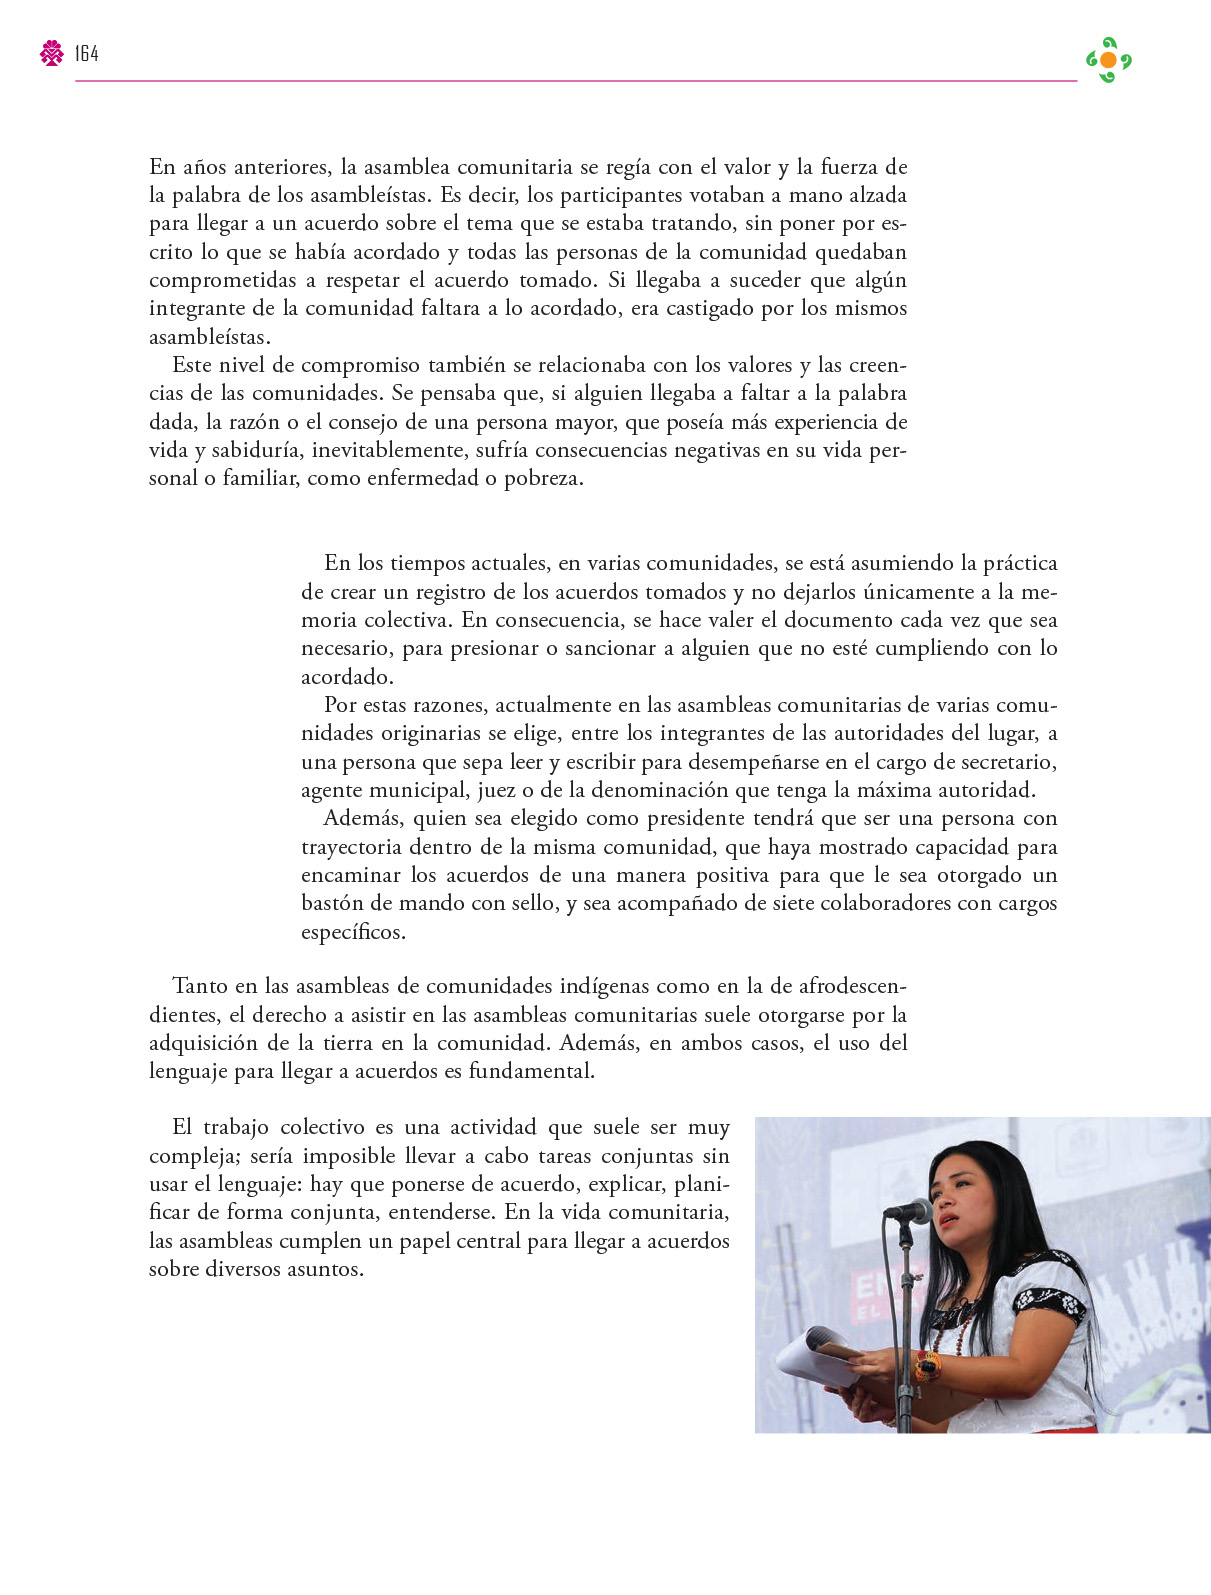 164
En años anteriores, la asamblea comunitaria se regía con el valor y la fuerza de
la palabra de los asambleístas. Es decir, los participantes votaban a mano alzada
para llegar a un acuerdo sobre el tema que se estaba tratando, sin poner por es-
crito lo que se había acordado y todas las personas de la comunidad quedaban
comprometidas a respetar el acuerdo tomado. Si llegaba a suceder que algún
integrante de la comunidad faltara a lo acordado, era castigado por los mismos
asambleístas.
Este nivel de compromiso también se relacionaba con los valores y las creen-
cias de las comunidades. Se pensaba que, si alguien llegaba a faltar a la palabra
dada, la razón o el consejo de una persona mayor, que poseía más experiencia de
vida y sabiduría, inevitablemente, sufría consecuencias negativas en su vida per-
sonal o familiar, como enfermedad o pobreza.
En los tiempos actuales, en varias comunidades, se está asumiendo la práctica
de crear un registro de los acuerdos tomados y no dejarlos únicamente a la me-
moria colectiva. En consecuencia, se hace valer el documento cada vez que sea
necesario, para presionar o sancionar a alguien que no esté cumpliendo con lo
acordado.
Por estas razones, actualmente en las asambleas comunitarias de varias comu-
nidades originarias se elige, entre los integrantes de las autoridades del lugar, a
una persona que sepa leer y escribir para desempeñarse en el cargo de secretario,
agente municipal, juez o de la denominación que tenga la máxima autoridad.
Además, quien sea elegido como presidente tendrá que ser una persona con
trayectoria dentro de la misma comunidad, que haya mostrado capacidad para
encaminar los acuerdos de una manera positiva para que le sea otorgado un
bastón de mando con sello, y sea acompañado de siete colaboradores con cargos
específicos.
Tanto en las asambleas de comunidades indígenas como en la de afrodescen-
dientes, el derecho a asistir en las asambleas comunitarias suele otorgarse por la
adquisición de la tierra en la comunidad. Además, en ambos casos, el uso del
lenguaje para llegar a acuerdos es fundamental.
El trabajo colectivo es una actividad que suele ser muy
compleja; sería imposible llevar a cabo tareas conjuntas sin
usar el lenguaje: hay que ponerse de acuerdo, explicar, plani-
ficar de forma conjunta, entenderse. En la vida comunitaria,
las asambleas cumplen un papel central para llegar a acuerdos
sobre diversos asuntos.